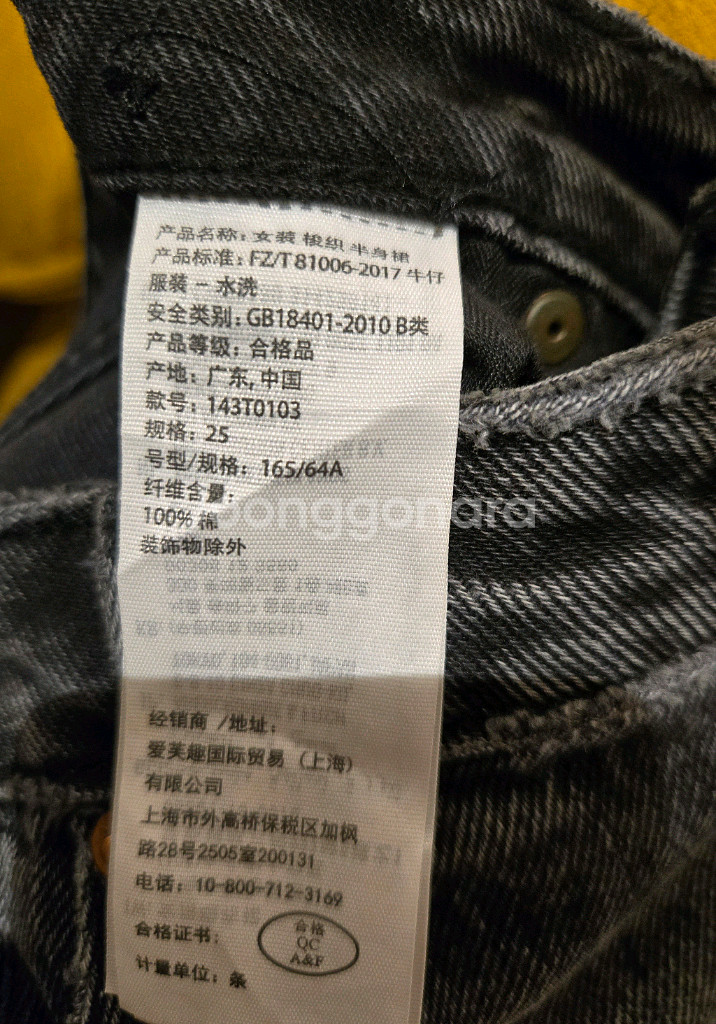 产品名称: 女装 梭织 半身裙
产品标准: FZ/T 81006-2017 牛仔
服装 - 水洗
安全类别: GB18401-2010 B类
产品等级: 合格品
产地: 广东, 中国
款号: 143T0103
规格: 25
号型/规格: 165/64A
纤维含量:
100% 棉
装饰物除外
onggonara
经销商 /地址:
爱芙趣国际贸易 (上海)
有限公司
上海市外高桥保税区加枫
路28号2505室200131
电话: 10-800-712-3169
合格证书:
合格
QC
A&F
计量单位: 条